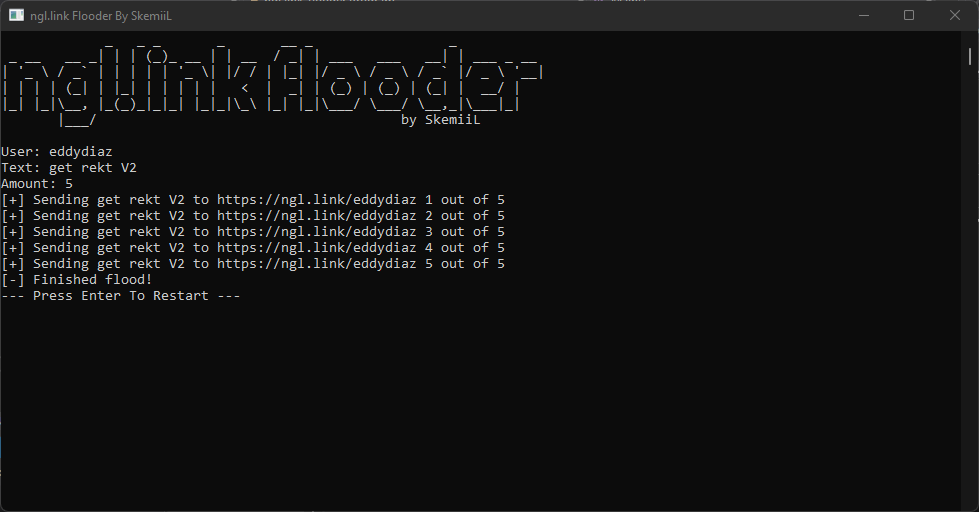 ngl.link Flooder By SkemiiL
ngl.link flooder
by SkemiiL
User: eddydiaz
Text: get rekt V2
Amount: 5
[+] Sending get rekt V2 to https://ngl.link/eddydiaz 1 out of 5
[+] Sending get rekt V2 to https://ngl.link/eddydiaz 2 out of 5
[+] Sending get rekt V2 to https://ngl.link/eddydiaz 3 out of 5
[+] Sending get rekt V2 to https://ngl.link/eddydiaz 4 out of 5
[+] Sending get rekt V2 to https://ngl.link/eddydiaz 5 out of 5
[-] Finished flood!
--- Press Enter To Restart ---